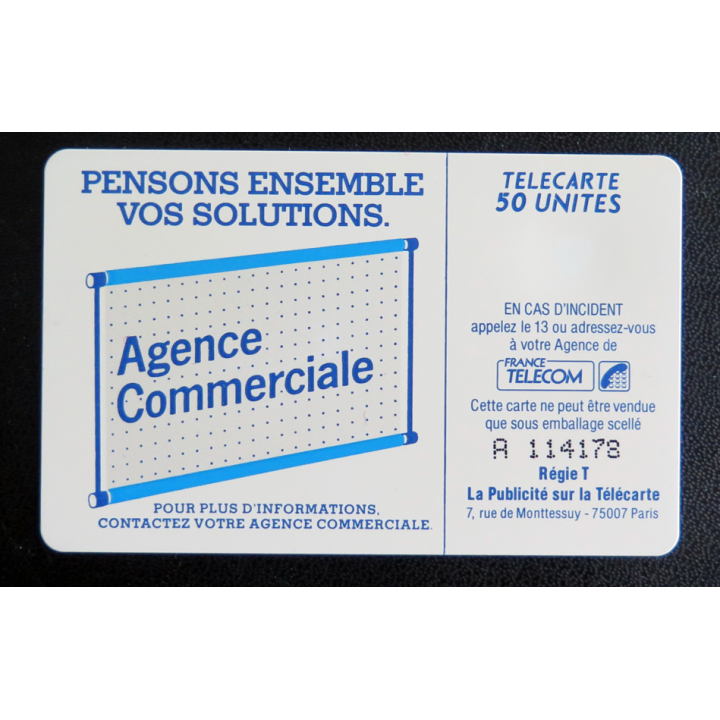 PENSONS ENSEMBLE
VOS SOLUTIONS.
Agence
Commerciale
POUR PLUS D'INFORMATIONS,
CONTACTEZ VOTRE AGENCE COMMERCIALE.
TELECARTE
50 UNITES
EN CAS D'INCIDENT
appelez le 13 ou adressez-vous
à votre Agence de
FRANCE
TELECOM
Cette carte ne peut être vendue
que sous emballage scellé
A 114178
Régie T
La Publicité sur la Télécarte
7, rue de Monttessuy - 75007 Paris